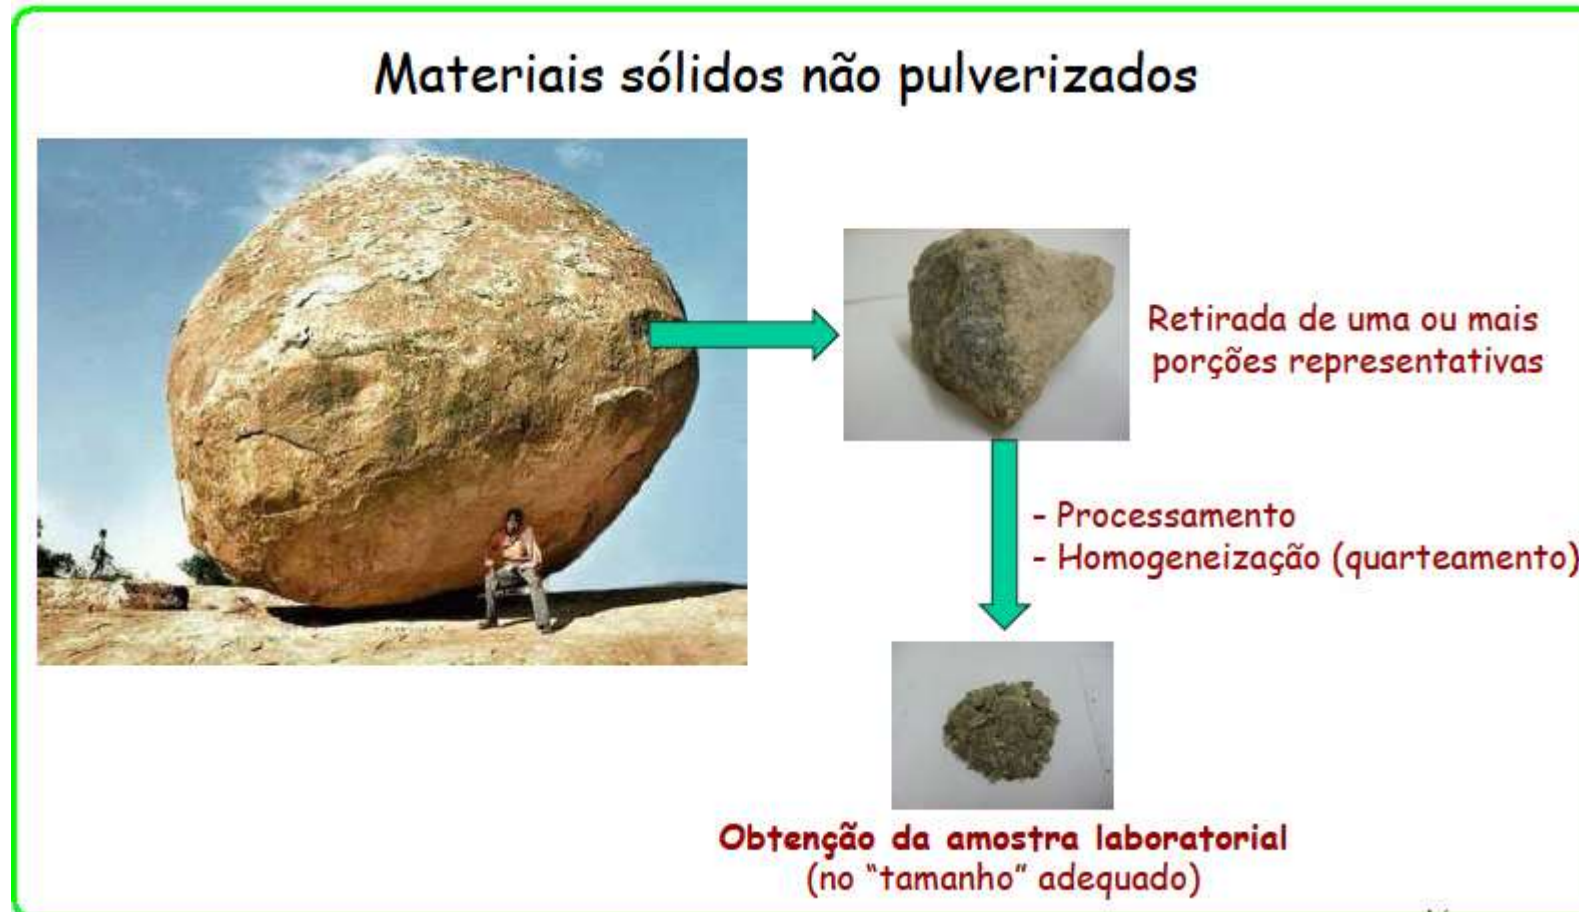 Materiais sólidos não pulverizados
Retirada de uma ou mais
porções representativas
- Processamento
- Homogeneização (quarteamento)
Obtenção da amostra laboratorial
(no “tamanho” adequado)